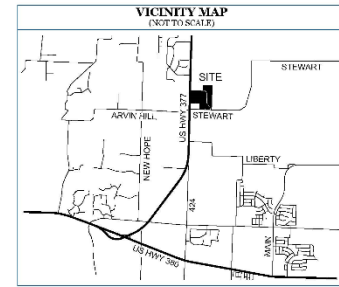 VICINITY MAP
(NOT TO SCALE)
STEWART
SITE
US HWY 377
ARVIN HILL
STEWART
NEW HOPE
LIBERTY
424
MAIN
US HWY 380